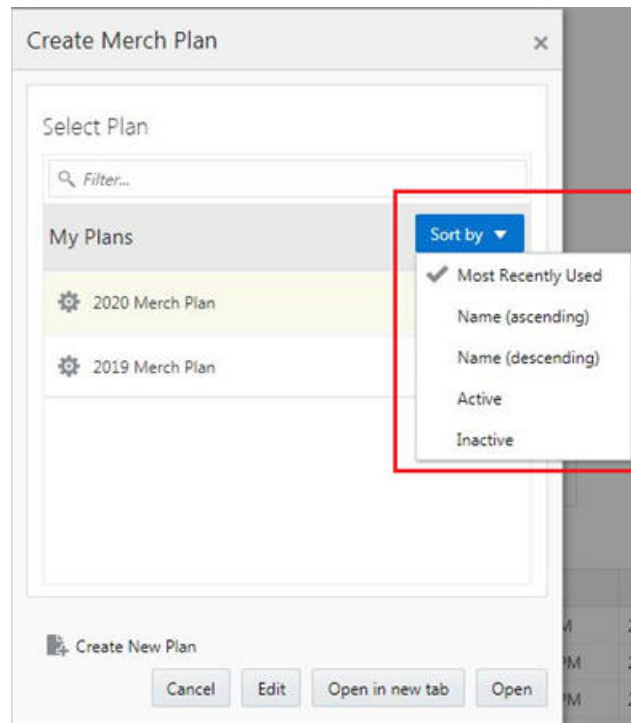 Create Merch Plan
Select Plan
Filter...
My Plans
Sort by
Most Recently Used
2020 Merch Plan
Name (ascending)
Name (descending)
2019 Merch Plan
Active
Inactive
Create New Plan
Cancel Edit Open in new tab Open